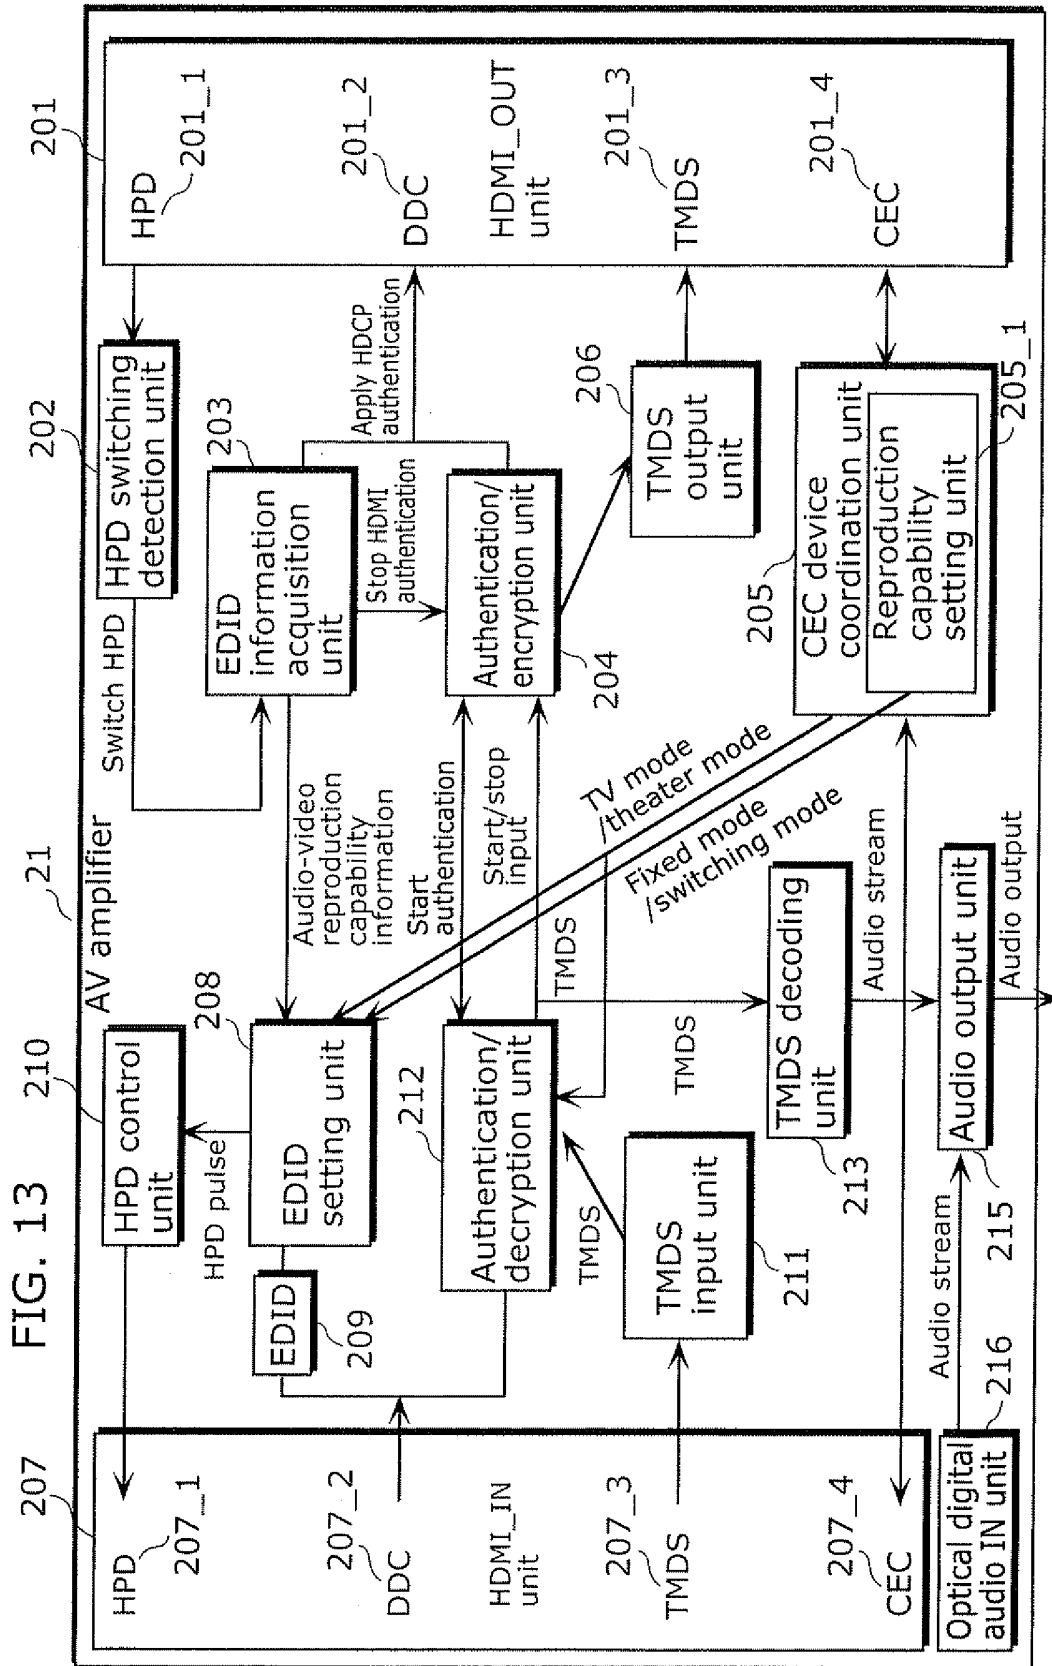 FIG. 13
AV amplifier
21
207
HPD
207_1
207_2
DDC
HDMI_IN
unit
207_3
TMDS
207_4
CEC
Optical digital
audio IN unit
216
210
HPD control
unit
HPD pulse
208
EDID
setting unit
EDID
209
212
Authentication/
decryption unit
TMDS
TMDS
input unit
211
Switch HPD
Audio-video
reproduction
capability
information
Start
authentication
Start/stop
input
TMDS
TMDS
TV mode
/theater mode
Fixed mode
/switching mode
TMDS decoding
unit
213
Audio stream
Audio stream
Audio output unit
215
Audio output
202
HPD switching
detection unit
203
EDID
information
acquisition
unit
Stop HDMI
authentication
Apply HDCP
authentication
Authentication/
encryption unit
204
206
TMDS
output
unit
205
CEC device
coordination unit
Reproduction
capability
setting unit
205_1
201
HPD
201_1
201_2
DDC
HDMI_OUT
unit
201_3
TMDS
201_4
CEC